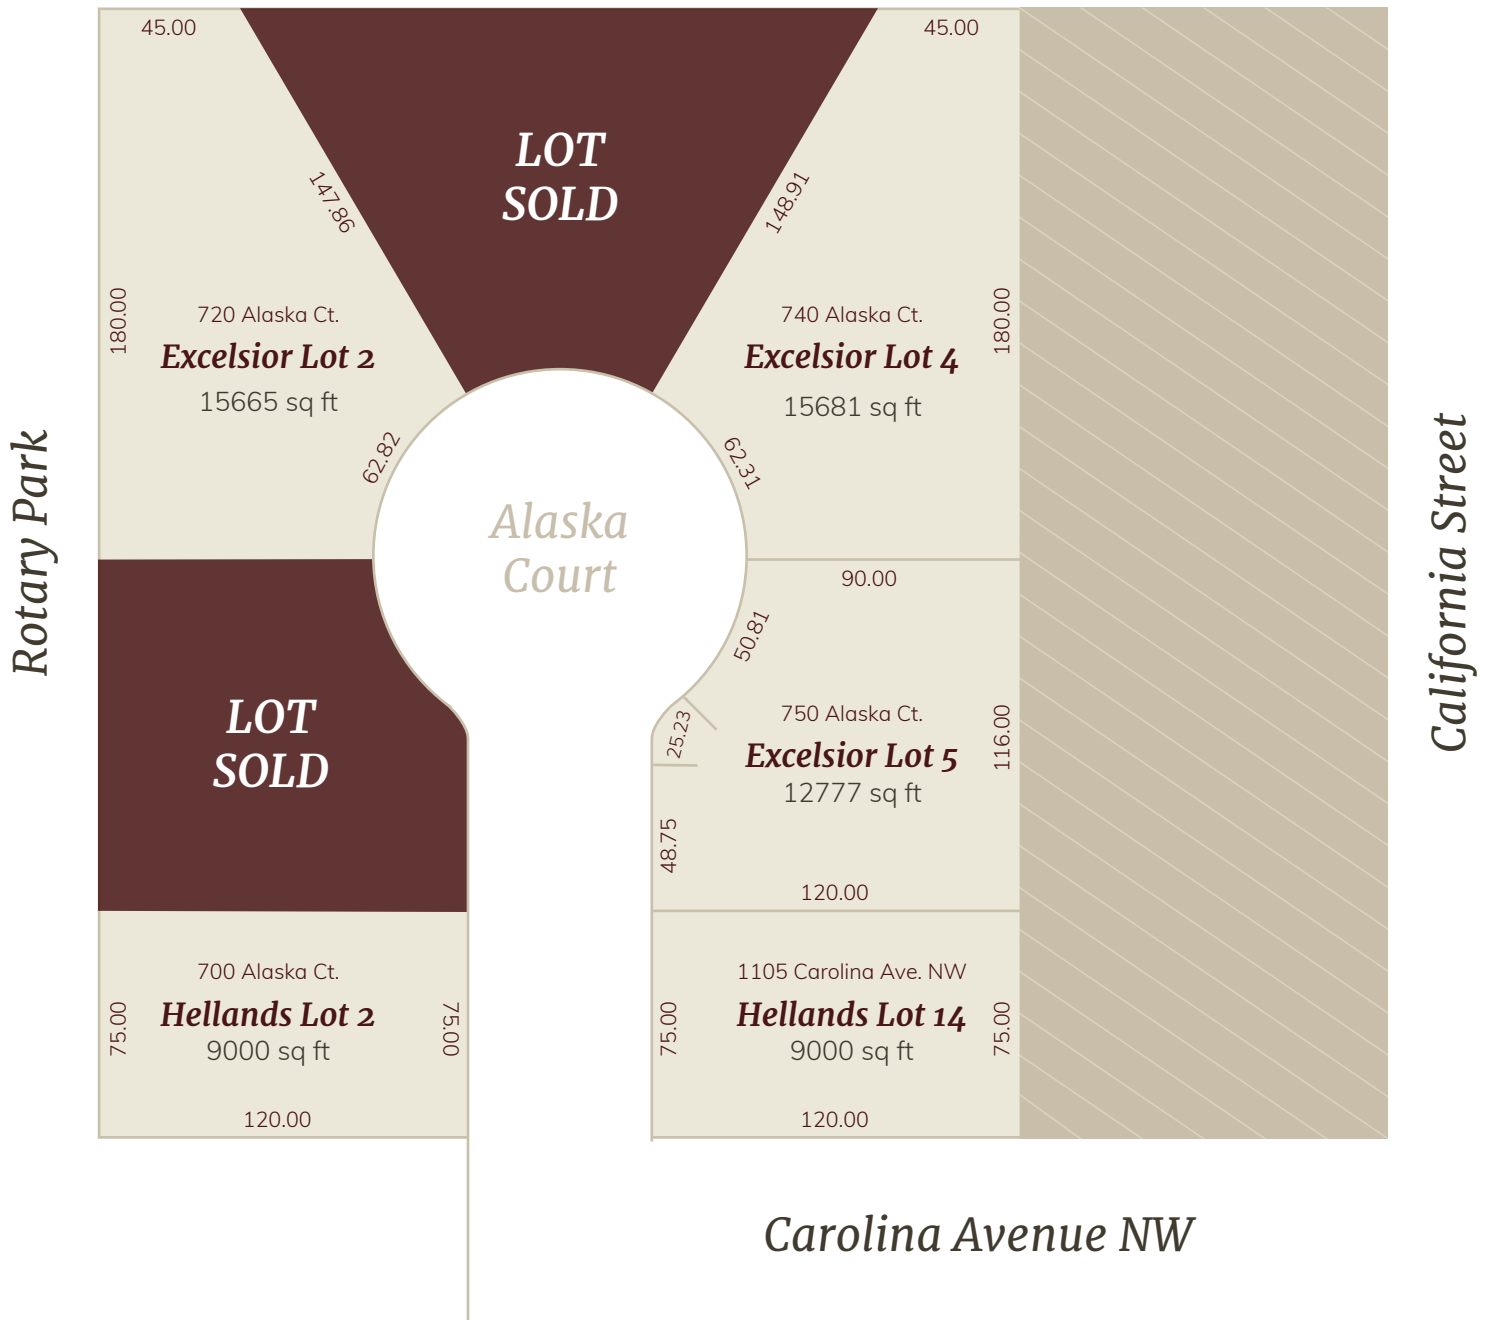 45.00
45.00
LOT
SOLD
147.86
148.91
180.00
720 Alaska Ct.
Excelsior Lot 2
15665 sq ft
740 Alaska Ct.
Excelsior Lot 4
15681 sq ft
180.00
62.82
62.31
Rotary Park
California Street
Alaska
Court
90.00
50.81
LOT
SOLD
25.23
750 Alaska Ct.
Excelsior Lot 5
12777 sq ft
116.00
48.75
120.00
700 Alaska Ct.
Hellands Lot 2
9000 sq ft
75.00
75.00
120.00
1105 Carolina Ave. NW
Hellands Lot 14
9000 sq ft
75.00
75.00
120.00
Carolina Avenue NW